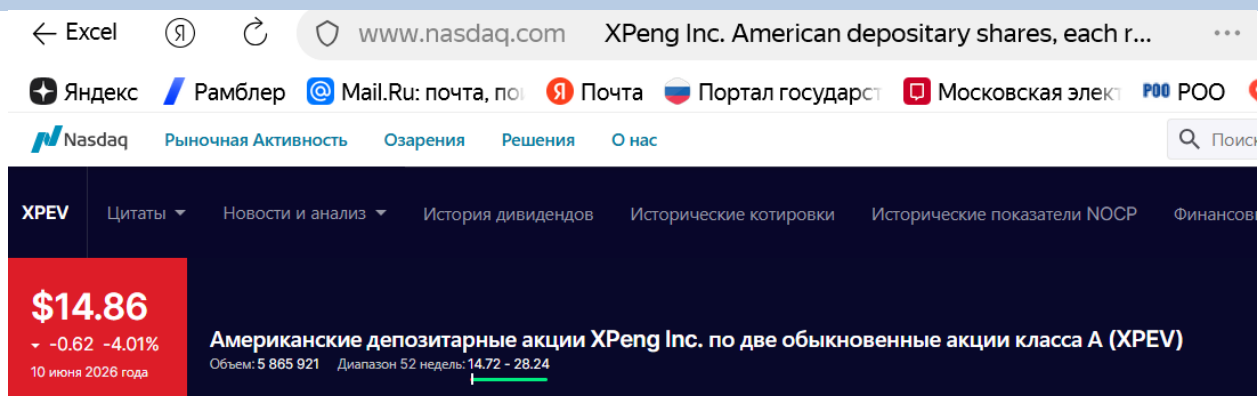 ← Excel www.nasdaq.com XPeng Inc. American depositary shares, each r... ...
Яндекс Рамблер Mail.Ru: почта, по Почта Портал государст Московская элект РОО РОО
Nasdaq Рыночная Активность Озарения Решения О нас Поиск
XPEV Цитаты Новости и анализ История дивидендов Исторические котировки Исторические показатели NOCP Финансов
$14.86
-0.62 -4.01%
10 июня 2026 года
Американские депозитарные акции XPeng Inc. по две обыкновенные акции класса А (XPEV)
Объем: 5 865 921 Диапазон 52 недель: 14.72 - 28.24